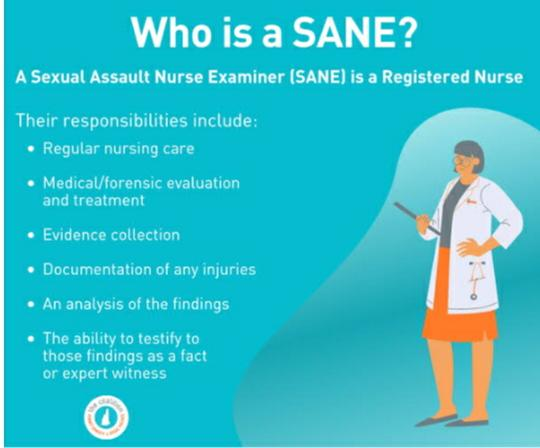 Who is a SANE?
A Sexual Assault Nurse Examiner (SANE) is a Registered Nurse
Their responsibilities include:
• Regular nursing care
• Medical/forensic evaluation
and treatment
• Evidence collection
• Documentation of any injuries
• An analysis of the findings
• The ability to testify to
those findings as a fact
or expert witness